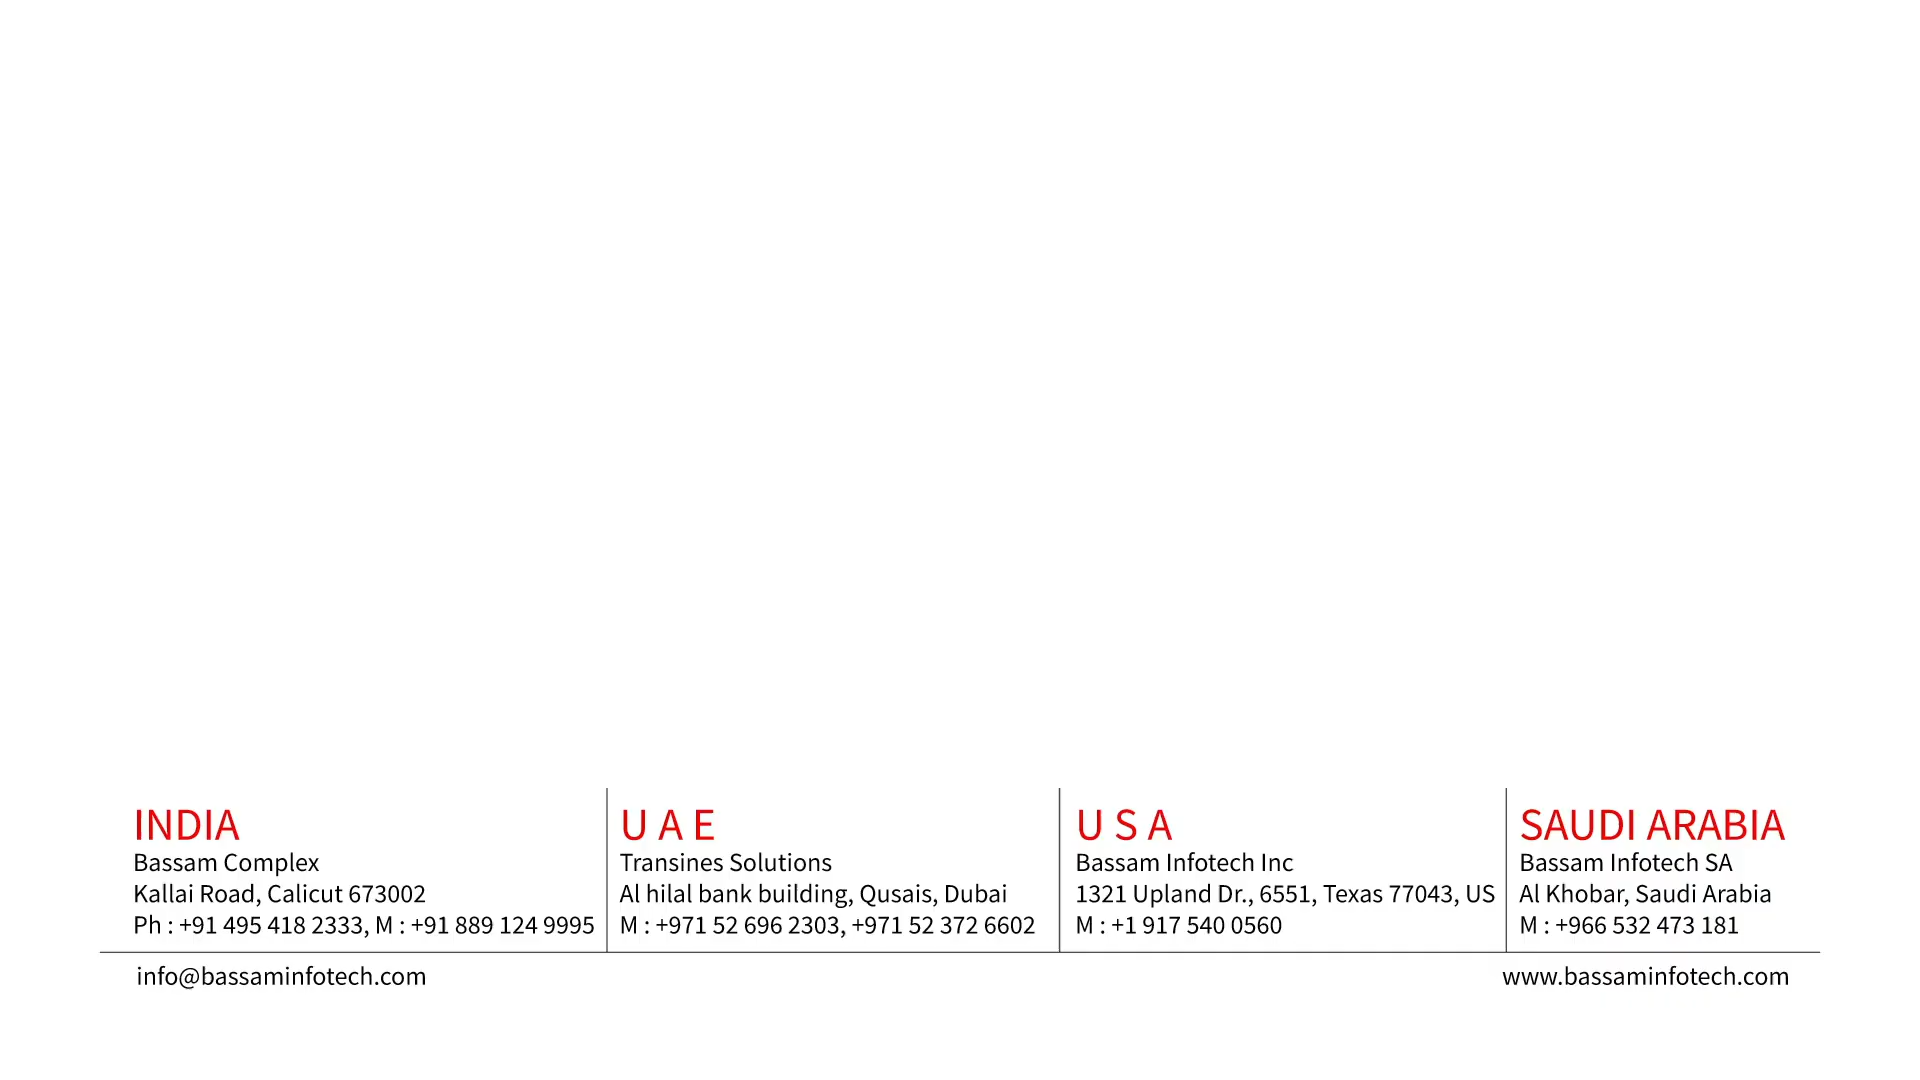 INDIA
Bassam Complex
Kallai Road, Calicut 673002
Ph : +91 495 418 2333, M : +91 889 124 9995
U A E
Transines Solutions
Al hilal bank building, Qusais, Dubai
M : +971 52 696 2303, +971 52 372 6602
U S A
Bassam Infotech Inc
1321 Upland Dr., 6551, Texas 77043, US
M : +1 917 540 0560
SAUDI ARABIA
Bassam Infotech SA
Al Khobar, Saudi Arabia
M : +966 532 473 181
info@bassaminfotech.com
www.bassaminfotech.com